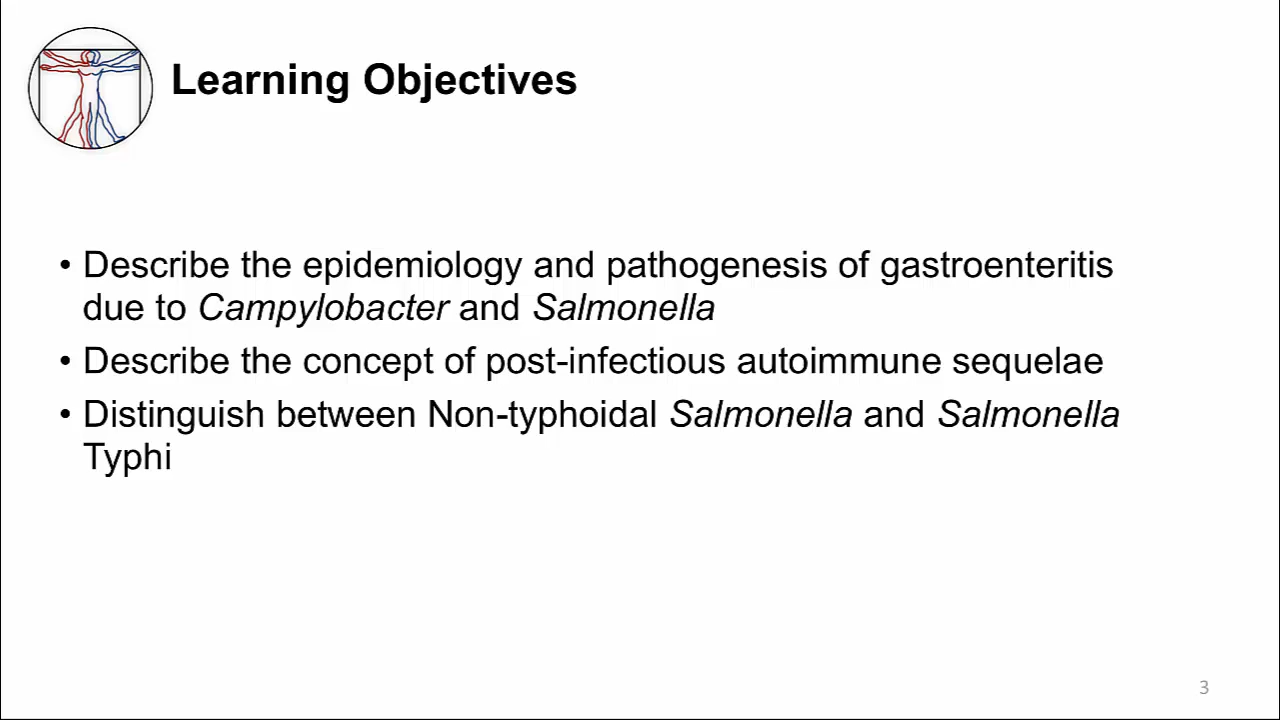 Learning Objectives
• Describe the epidemiology and pathogenesis of gastroenteritis
due to Campylobacter and Salmonella
• Describe the concept of post-infectious autoimmune sequelae
• Distinguish between Non-typhoidal Salmonella and Salmonella
Typhi
3